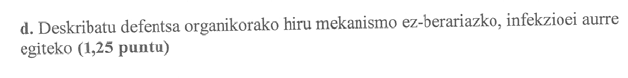 d. Deskribatu defentsa organikorako hiru mekanismo ez-berariazko, infekzioei aurre
egiteko (1,25 puntu)